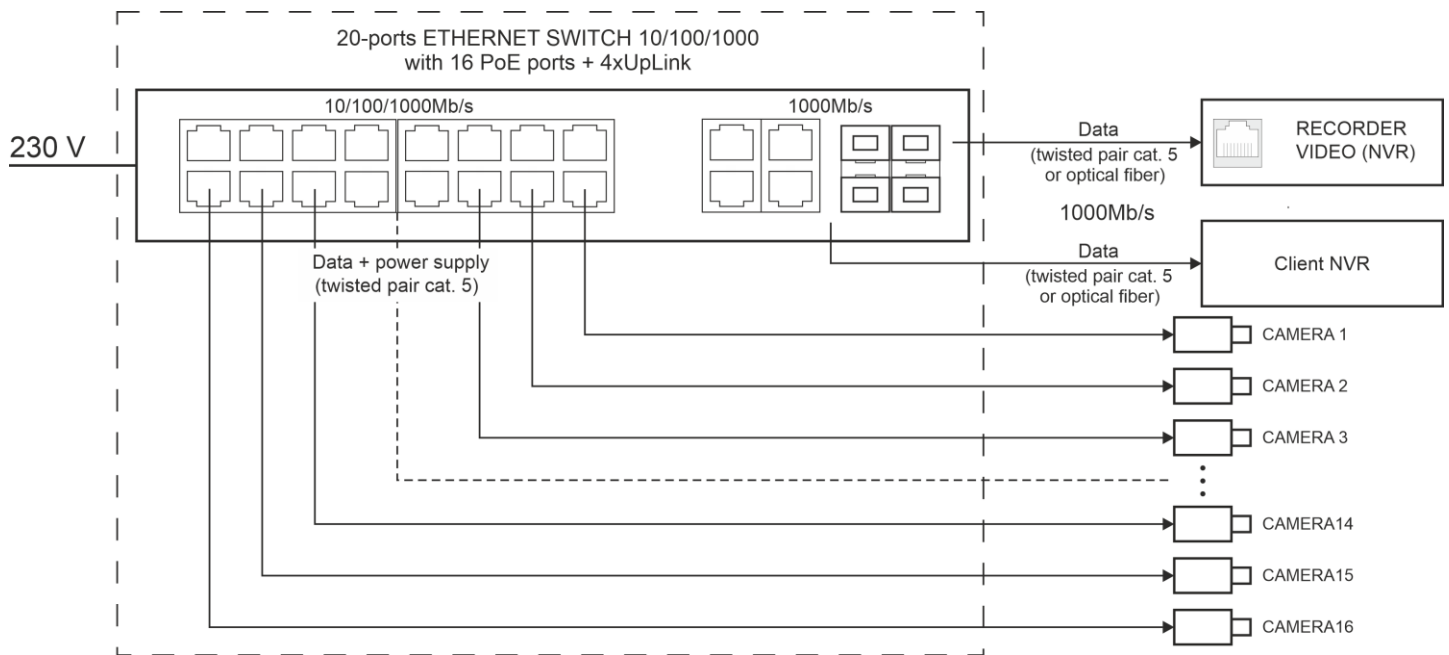 20-ports ETHERNET SWITCH 10/100/1000
with 16 PoE ports + 4xUpLink
10/100/1000Mb/s
1000Mb/s
230 V
Data
(twisted pair cat. 5
or optical fiber)
RECORDER
VIDEO (NVR)
1000Mb/s
Data
(twisted pair cat. 5
or optical fiber)
Client NVR
Data + power supply
(twisted pair cat. 5)
CAMERA 1
CAMERA 2
CAMERA 3
CAMERA14
CAMERA15
CAMERA16